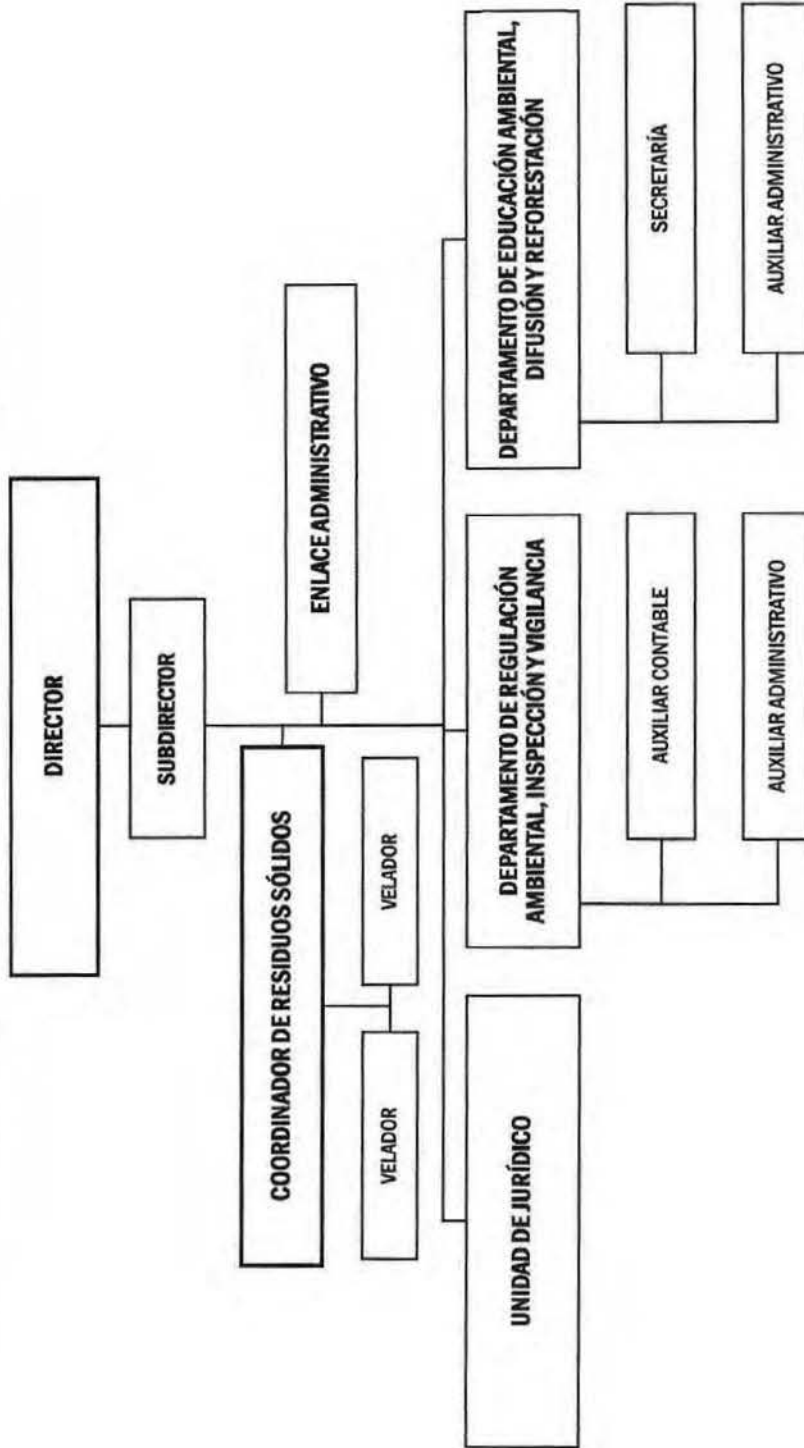 DIRECTOR
SUBDIRECTOR
COORDINADOR DE RESIDUOS SÓLIDOS
ENLACE ADMINISTRATIVO
VELADOR
VELADOR
UNIDAD DE JURÍDICO
DEPARTAMENTO DE REGULACIÓN
AMBIENTAL, INSPECCIÓN Y VIGILANCIA
AUXILIAR CONTABLE
AUXILIAR ADMINISTRATIVO
DEPARTAMENTO DE EDUCACIÓN AMBIENTAL,
DIFUSIÓN Y REFORESTACIÓN
SECRETARÍA
AUXILIAR ADMINISTRATIVO